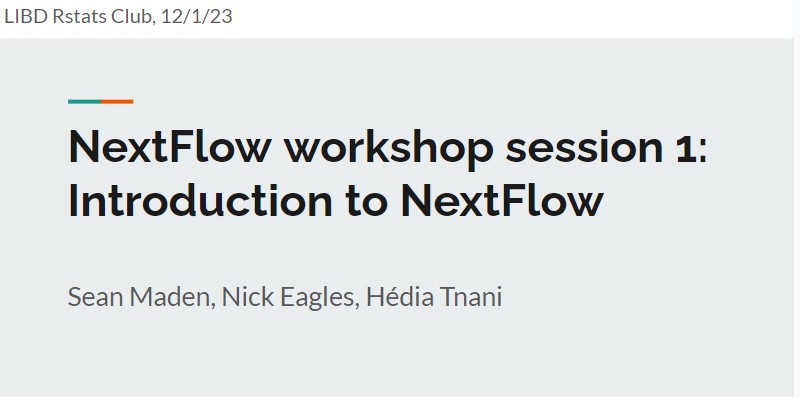 LIBD Rstats Club, 12/1/23
NextFlow workshop session 1:
Introduction to NextFlow
Sean Maden, Nick Eagles, Hédia Tnani